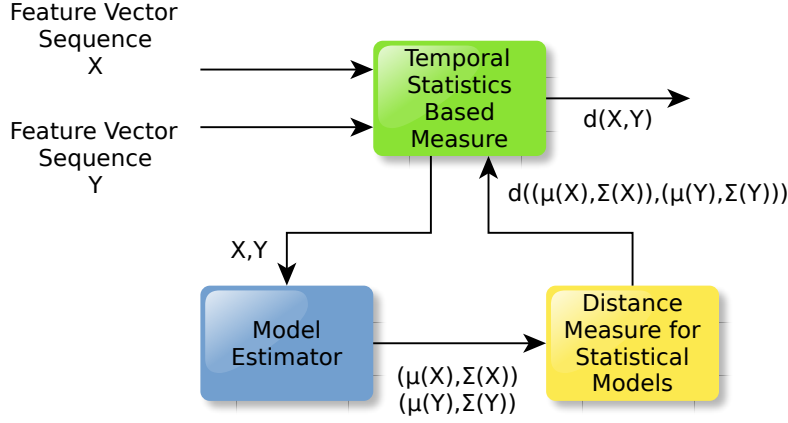 Feature Vector
Sequence
X
Feature Vector
Sequence
Y
Temporal
Statistics
Based
Measure
d(X,Y)
d((μ(X),Σ(X)),(μ(Y),Σ(Y)))
X,Y
Model
Estimator
(μ(X),Σ(X))
(μ(Y),Σ(Y))
Distance
Measure for
Statistical
Models